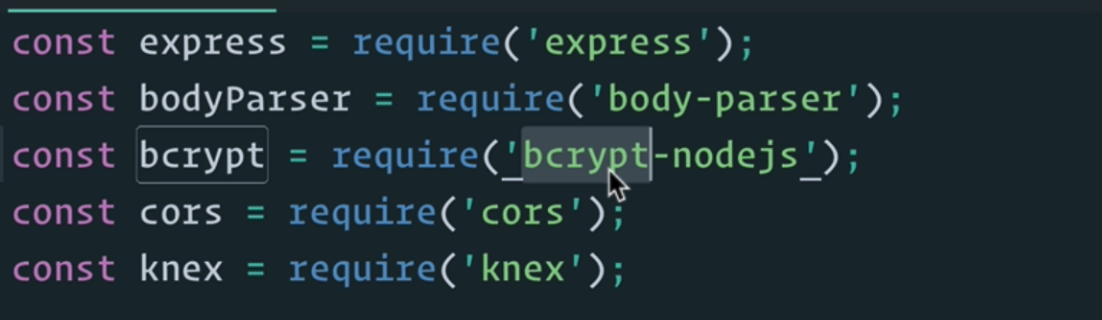 const express = require('express');
const bodyParser = require('body-parser');
const bcrypt = require('bcrypt-nodejs');
const cors = require('cors');
const knex = require('knex');